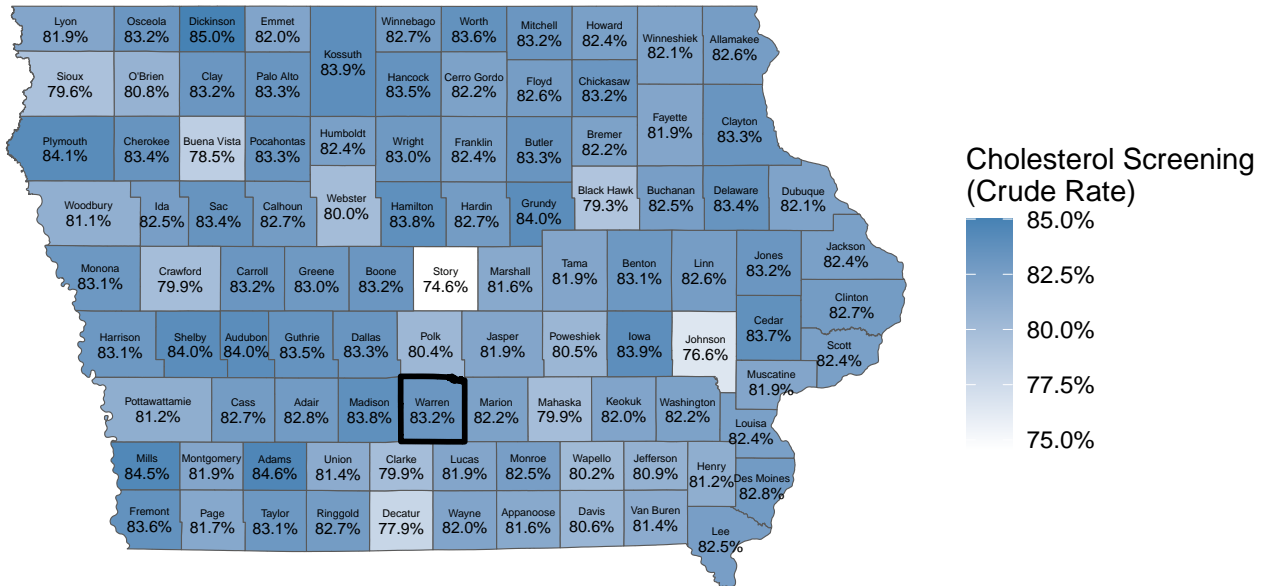 Lyon
81.9%
Osceola
83.2%
Dickinson
85.0%
Emmet
82.0%
Kossuth
83.9%
Winnebago
82.7%
Worth
83.6%
Mitchell
83.2%
Howard
82.4%
Winneshiek
82.1%
Allamakee
82.6%
Sioux
79.6%
O'Brien
80.8%
Clay
83.2%
Palo Alto
83.3%
Hancock
83.5%
Cerro Gordo
82.2%
Floyd
82.6%
Chickasaw
83.2%
Fayette
81.9%
Clayton
83.3%
Plymouth
84.1%
Cherokee
83.4%
Buena Vista
78.5%
Pocahontas
83.3%
Humboldt
82.4%
Wright
83.0%
Franklin
82.4%
Butler
83.3%
Bremer
82.2%
Woodbury
81.1%
Ida
82.5%
Sac
83.4%
Calhoun
82.7%
Webster
80.0%
Hamilton
83.8%
Hardin
82.7%
Grundy
84.0%
Black Hawk
79.3%
Buchanan
82.5%
Delaware
83.4%
Dubuque
82.1%
Monona
83.1%
Crawford
79.9%
Carroll
83.2%
Greene
83.0%
Boone
83.2%
Story
74.6%
Marshall
81.6%
Tama
81.9%
Benton
83.1%
Linn
82.6%
Jones
83.2%
Jackson
82.4%
Clinton
82.7%
Harrison
83.1%
Shelby
84.0%
Audubon
84.0%
Guthrie
83.5%
Dallas
83.3%
Polk
80.4%
Jasper
81.9%
Poweshiek
80.5%
Iowa
83.9%
Johnson
76.6%
Cedar
83.7%
Scott
82.4%
Muscatine
81.9%
Pottawattamie
81.2%
Cass
82.7%
Adair
82.8%
Madison
83.8%
Warren
83.2%
Marion
82.2%
Mahaska
79.9%
Keokuk
82.0%
Washington
82.2%
Louisa
82.4%
Mills
84.5%
Montgomery
81.9%
Adams
84.6%
Union
81.4%
Clarke
79.9%
Lucas
81.9%
Monroe
82.5%
Wapello
80.2%
Jefferson
80.9%
Henry
81.2%
Des Moines
82.8%
Fremont
83.6%
Page
81.7%
Taylor
83.1%
Ringgold
82.7%
Decatur
77.9%
Wayne
82.0%
Appanoose
81.6%
Davis
80.6%
Van Buren
81.4%
Lee
82.5%
Cholesterol Screening
(Crude Rate)
85.0%
82.5%
80.0%
77.5%
75.0%